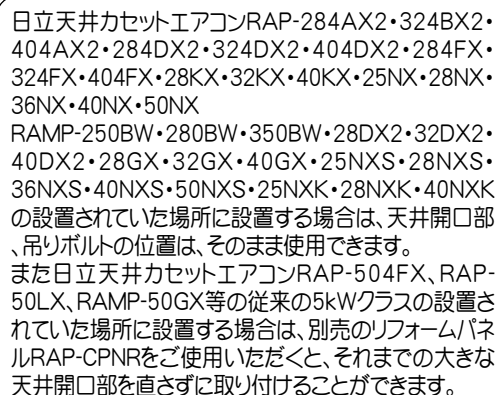 日立天井カセットエアコンRAP-284AX2・324BX2・
404AX2・284DX2・324DX2・404DX2・284FX・
324FX・404FX・28KX・32KX・40KX・25NX・28NX・
36NX・40NX・50NX
RAMP-250BW・280BW・350BW・28DX2・32DX2・
40DX2・28GX・32GX・40GX・25NXS・28NXS・
36NXS・40NXS・50NXS・25NXK・28NXK・40NXK
の設置されていた場所に設置する場合は、天井開口部
、吊りボルトの位置は、そのまま使用できます。
また日立天井カセットエアコンRAP-504FX、RAP-
50LX、RAMP-50GX等の従来の5kWクラスの設置さ
れていた場所に設置する場合は、別売のリフォームパネ
ルRAP-CPNRをご使用いただくと、それまでの大きな
天井開口部を直さずに取り付けることができます。